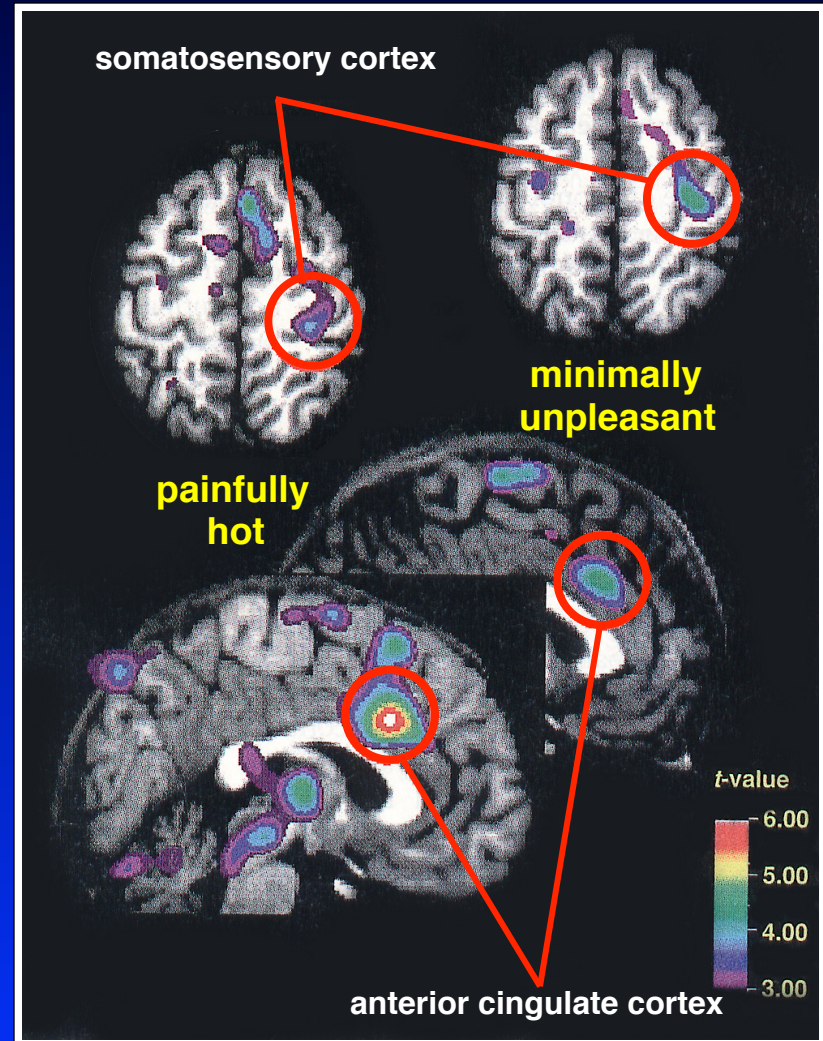 somatosensory cortex
minimally
unpleasant
painfully
hot
t-value
6.00
5.00
4.00
3.00
anterior cingulate cortex